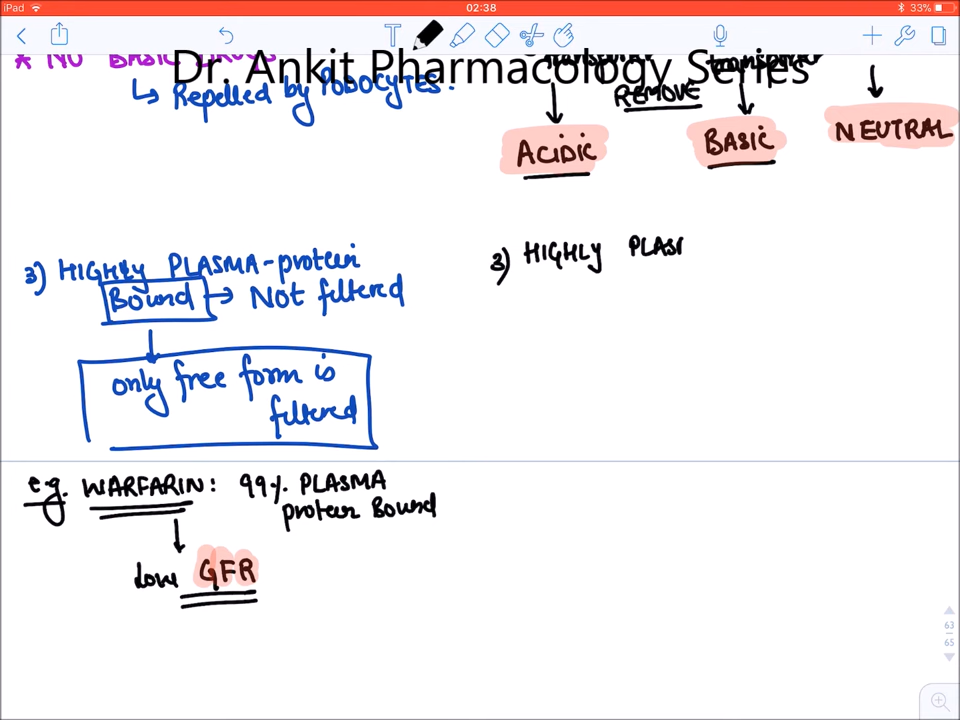 iPad
02:38
33%
Dr. Ankit Pharmacology Series
* NO BASIC
↳ Repelled by PODOCYTES.
REMOVE
ACIDIC
BASIC
NEUTRAL
3) HIGHLY PLASMA-protein
Bound → Not filtered
only free form is
filtered
e.g. WARFARIN: 99% PLASMA
protein Bound
Low GFR
3) HIGHLY PLASM
63
65